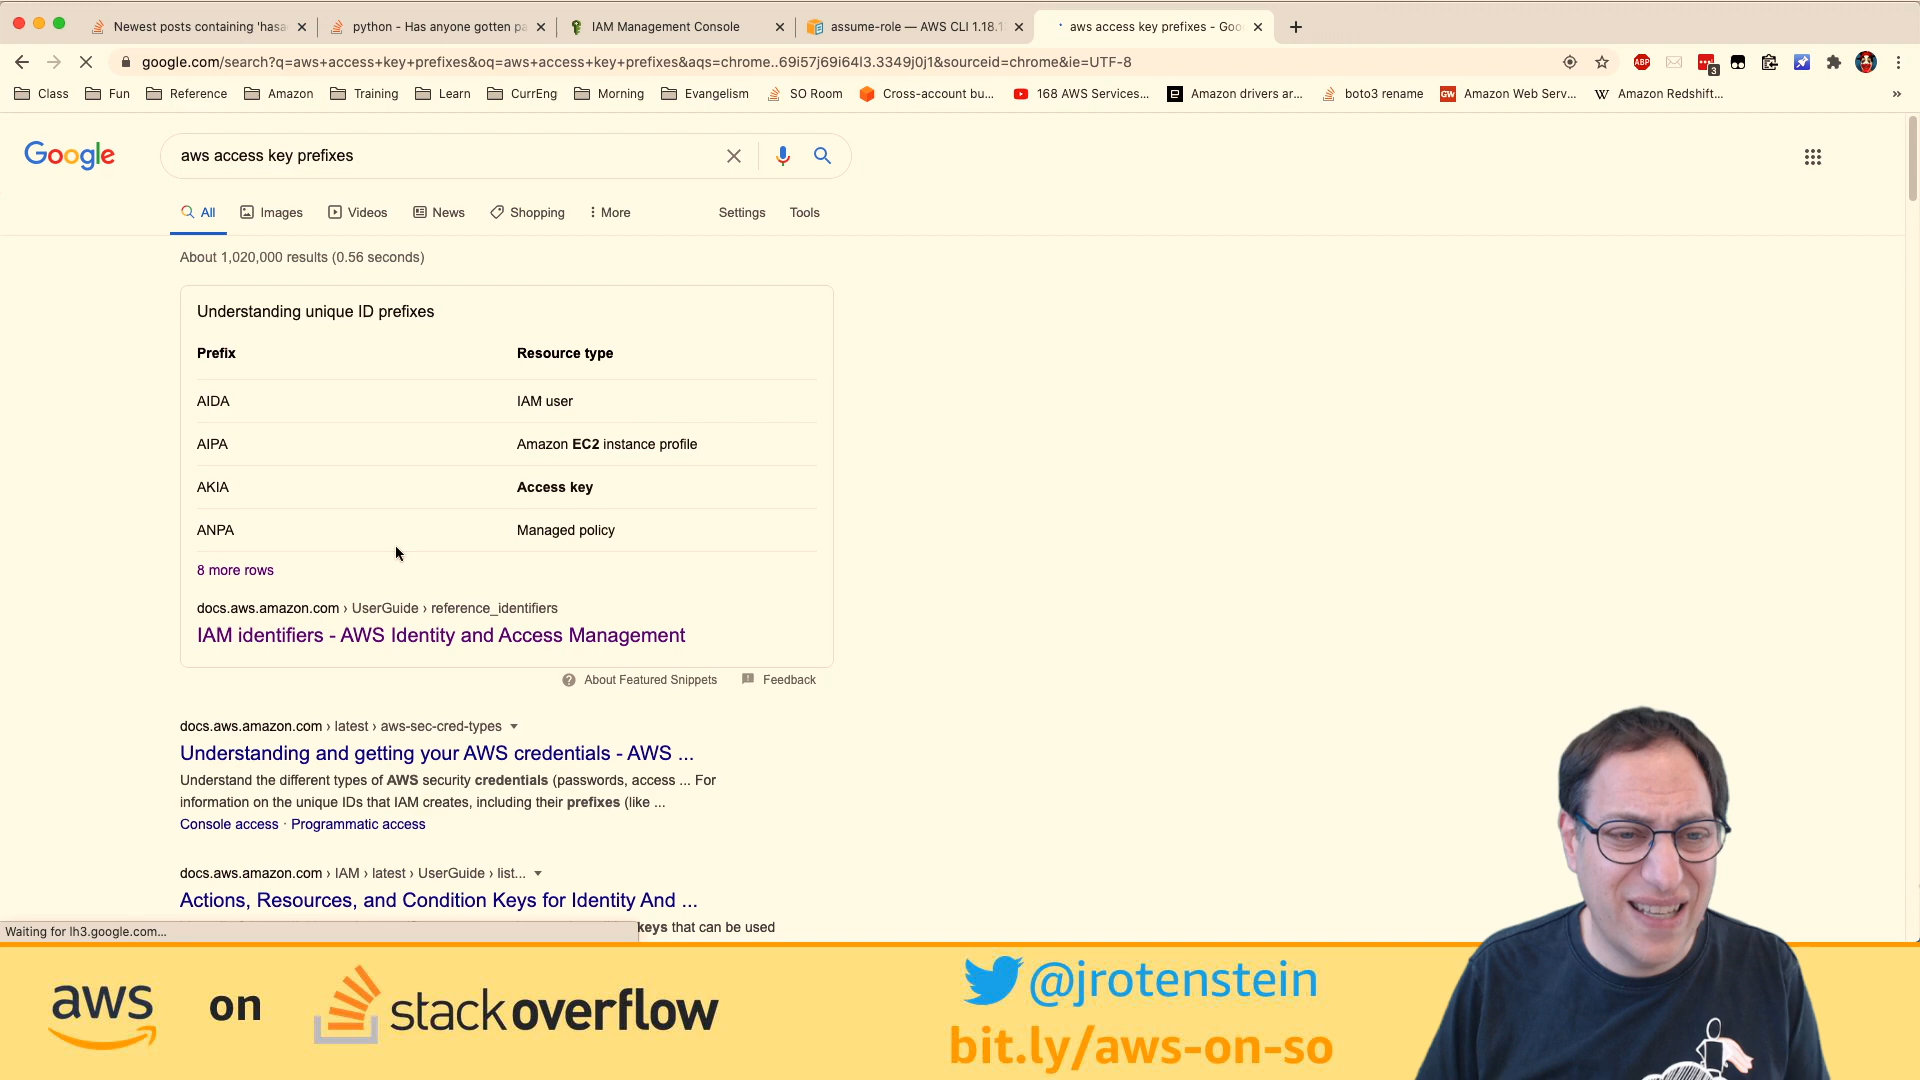 Newest posts containing 'hasa
python - Has anyone gotten pa
IAM Management Console
assume-role — AWS CLI 1.18.1
aws access key prefixes - Goo
google.com/search?q=aws+access+key+prefixes&oq=aws+access+key+prefixes&aqs=chrome..69i57j69i64l3.3349j0j1&sourceid=chrome&ie=UTF-8
ABP
3
Class
Fun
Reference
Amazon
Training
Learn
CurrEng
Morning
Evangelism
SO Room
Cross-account bu...
168 AWS Services...
Amazon drivers ar...
boto3 rename
GW
Amazon Web Serv...
W
Amazon Redshift...
»
Google
aws access key prefixes
All
Images
Videos
News
Shopping
More
Settings
Tools
About 1,020,000 results (0.56 seconds)
Understanding unique ID prefixes
Prefix Resource type
AIDA IAM user
AIPA Amazon EC2 instance profile
AKIA Access key
ANPA Managed policy
8 more rows
docs.aws.amazon.com › UserGuide › reference_identifiers
IAM identifiers - AWS Identity and Access Management
About Featured Snippets
Feedback
docs.aws.amazon.com › latest › aws-sec-cred-types
Understanding and getting your AWS credentials - AWS ...
Understand the different types of AWS security credentials (passwords, access ... For
information on the unique IDs that IAM creates, including their prefixes (like ...
Console access · Programmatic access
docs.aws.amazon.com › IAM › latest › UserGuide › list...
Actions, Resources, and Condition Keys for Identity And ...
keys that can be used
Waiting for lh3.google.com...
aws on stackoverflow
@jrotenstein
bit.ly/aws-on-so